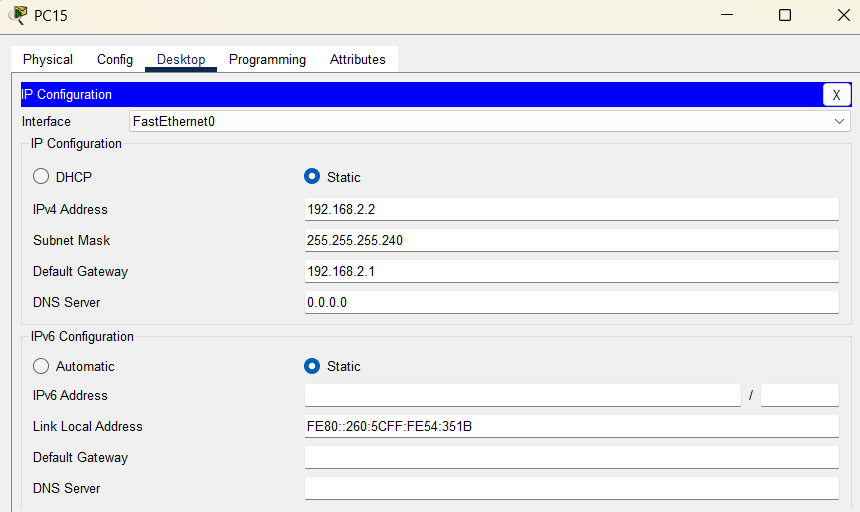 PC15
Physical Config Desktop Programming Attributes
IP Configuration
X
Interface FastEthernet0
IP Configuration
DHCP Static
IPv4 Address 192.168.2.2
Subnet Mask 255.255.255.240
Default Gateway 192.168.2.1
DNS Server 0.0.0.0
IPv6 Configuration
Automatic Static
IPv6 Address /
Link Local Address FE80::260:5CFF:FE54:351B
Default Gateway
DNS Server